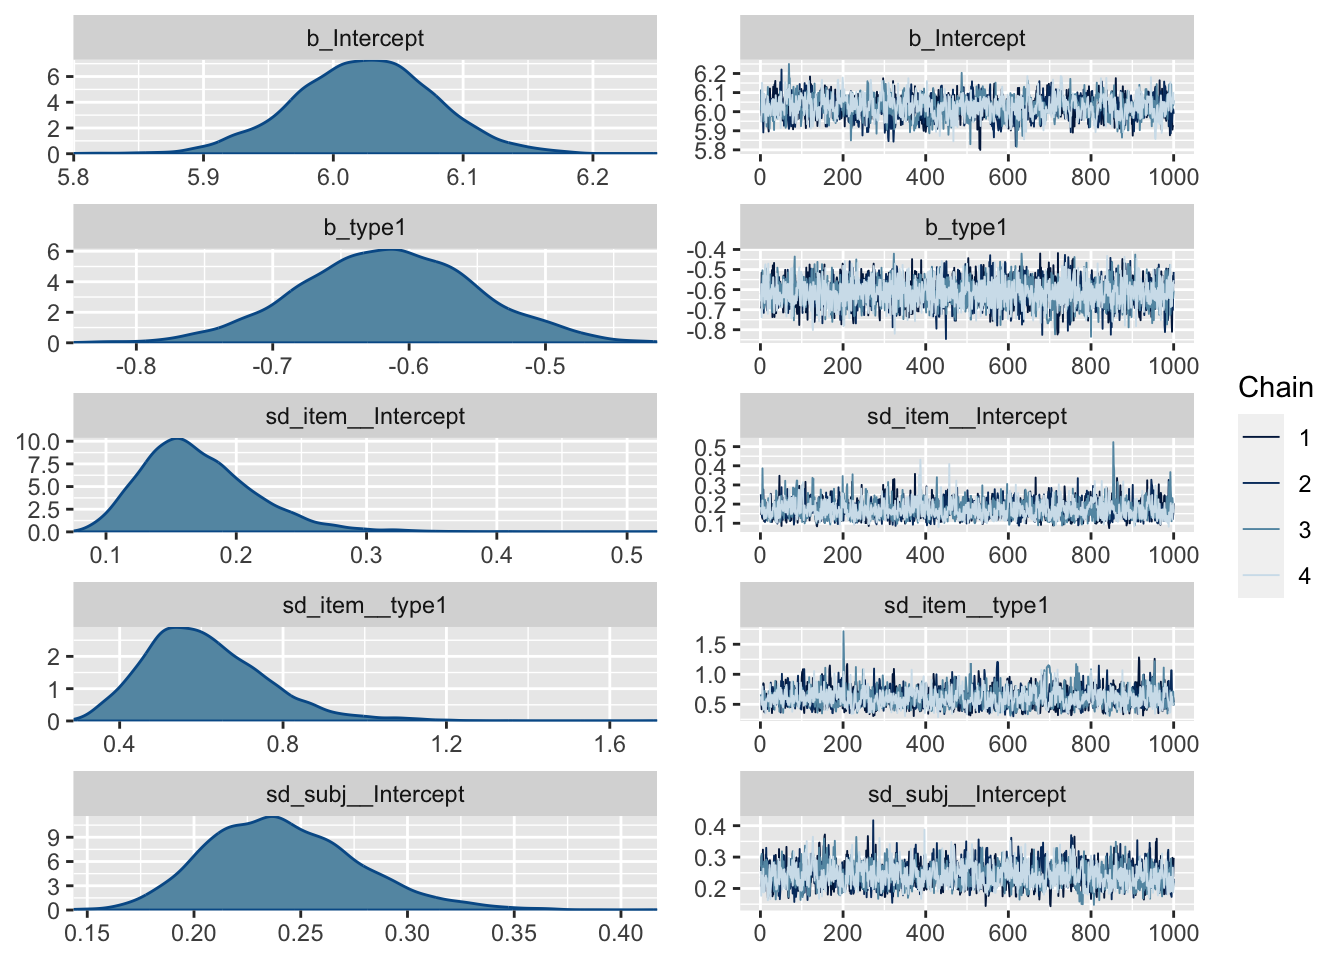 b_Intercept
6
4
2
0
5.8 5.9 6.0 6.1 6.2
b_Intercept
6.2
6.1
6.0
5.9
5.8
0 200 400 600 800 1000
b_type1
6
4
2
0
-0.8 -0.7 -0.6 -0.5
b_type1
-0.4
-0.5
-0.6
-0.7
-0.8
0 200 400 600 800 1000
sd_item__Intercept
10.0
7.5
5.0
2.5
0.0
0.1 0.2 0.3 0.4 0.5
sd_item__Intercept
0.5
0.4
0.3
0.2
0.1
0 200 400 600 800 1000
sd_item__type1
2
1
0
0.4 0.8 1.2 1.6
sd_item__type1
1.5
1.0
0.5
0 200 400 600 800 1000
sd_subj__Intercept
9
6
3
0
0.15 0.20 0.25 0.30 0.35 0.40
sd_subj__Intercept
0.4
0.3
0.2
0 200 400 600 800 1000
Chain
1
2
3
4